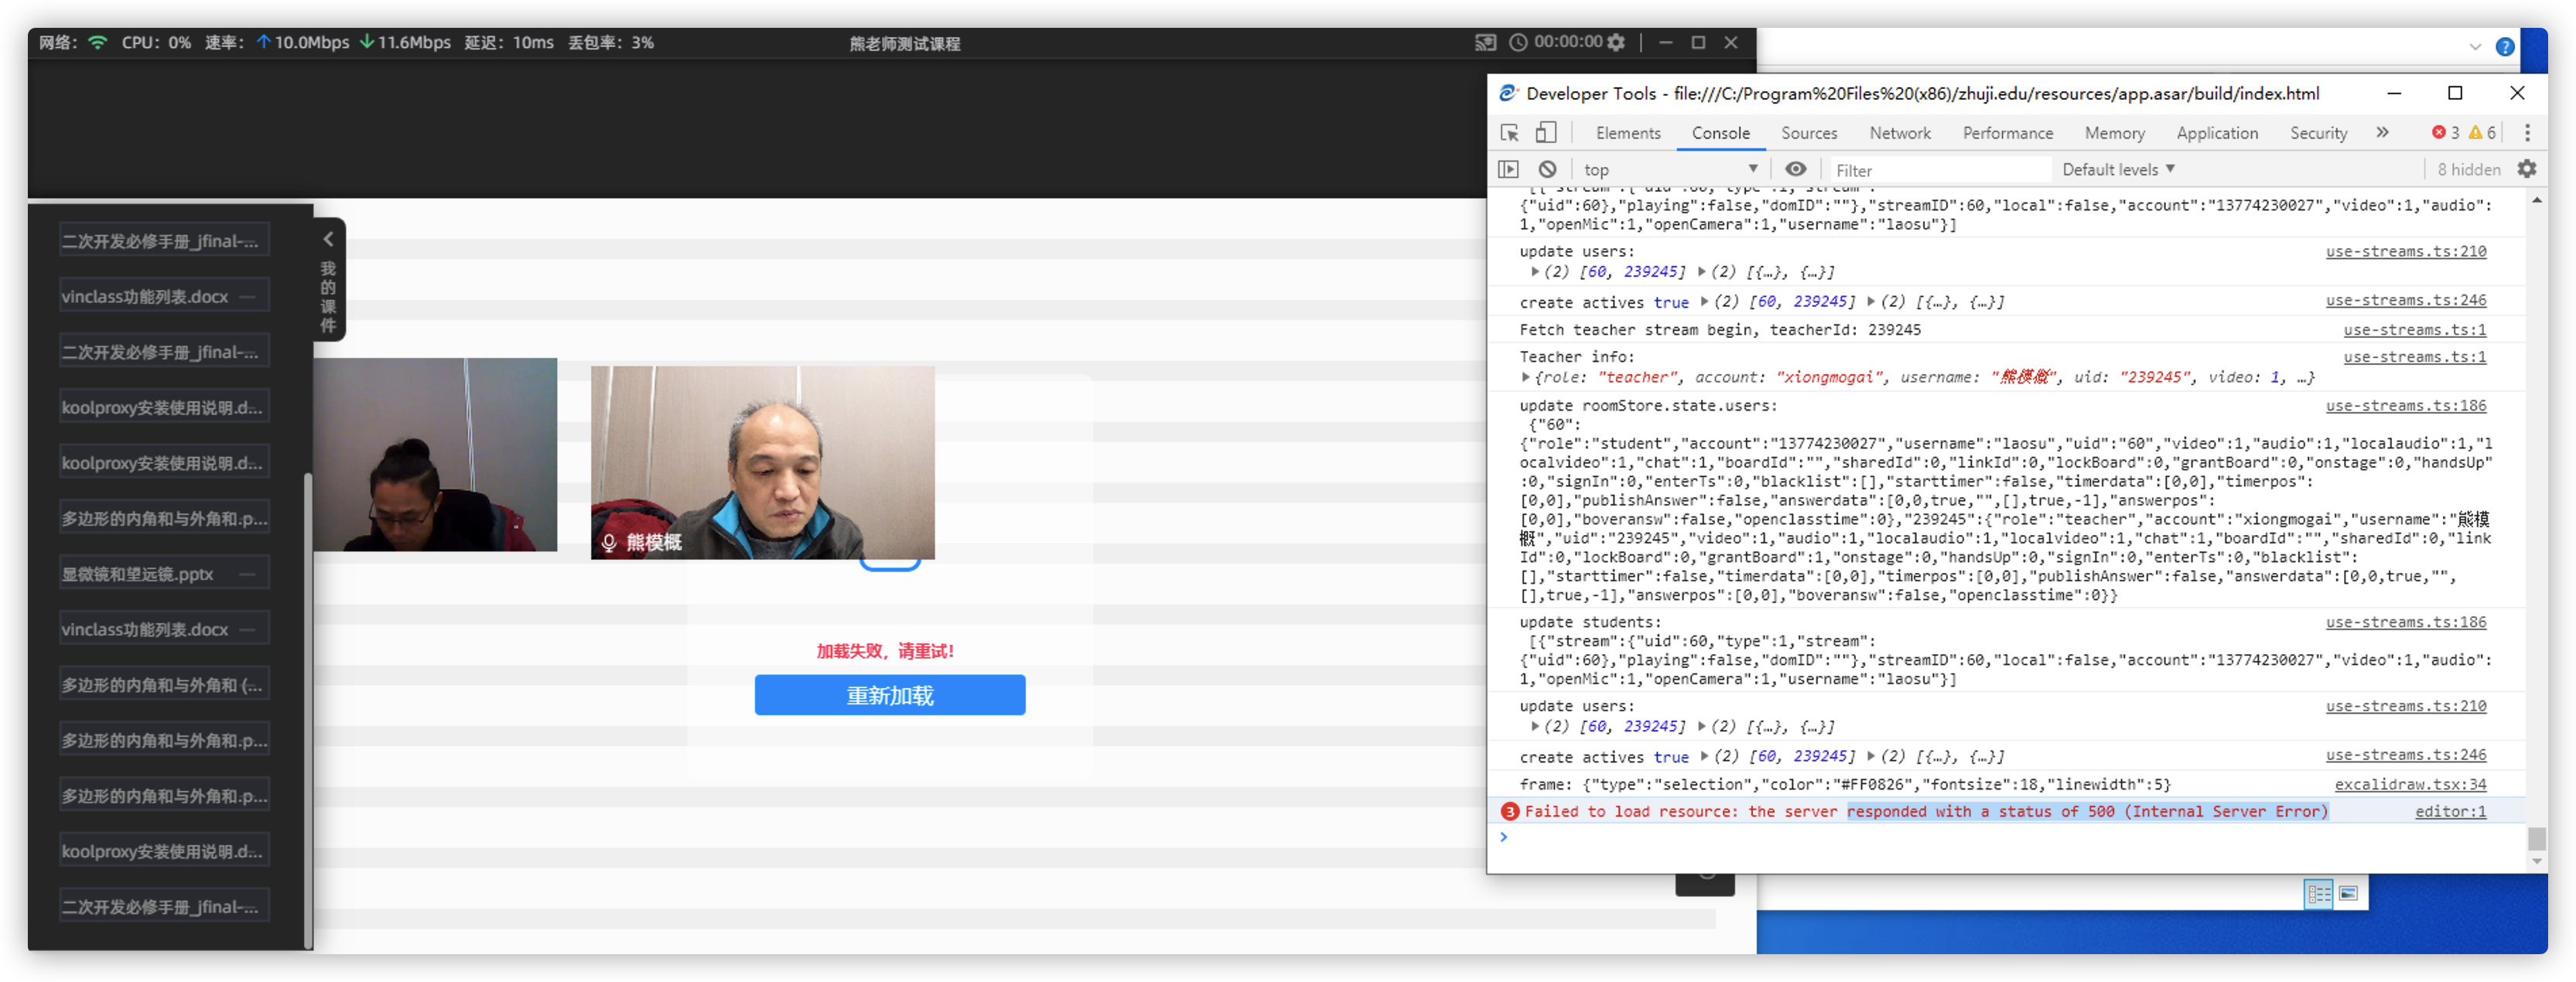 网络： CPU：0% 速率： 10.0Mbps 11.6Mbps 延迟：10ms 丢包率：3%
熊老师测试课程
00:00:00
二次开发必修手册_jfinal-...
vinclass功能列表.docx
二次开发必修手册_jfinal-...
koolproxy安装使用说明.d...
koolproxy安装使用说明.d...
多边形的内角和与外角和.p...
显微镜和望远镜.pptx
vinclass功能列表.docx
多边形的内角和与外角和 (...
多边形的内角和与外角和.p...
多边形的内角和与外角和.p...
koolproxy安装使用说明.d...
二次开发必修手册_jfinal-...
我的课件
熊模概
加载失败，请重试！
重新加载
Developer Tools - file:///C:/Program%20Files%20(x86)/zhuji.edu/resources/app.asar/build/index.html
Elements Console Sources Network Performance Memory Application Security » 3 6
top Filter Default levels 8 hidden
[{"stream":{"uid":60,"type":1,"stream":
{"uid":60},"playing":false,"domID":""},"streamID":60,"local":false,"account":"13774230027","video":1,"audio":
1,"openMic":1,"openCamera":1,"username":"laosu"}]
update users: use-streams.ts:210
(2) [60, 239245] (2) [{…}, {…}]
create actives true (2) [60, 239245] (2) [{…}, {…}] use-streams.ts:246
Fetch teacher stream begin, teacherId: 239245 use-streams.ts:1
Teacher info: use-streams.ts:1
{role: "teacher", account: "xiongmogai", username: "熊模概", uid: "239245", video: 1, …}
update roomStore.state.users: use-streams.ts:186
{"60":
{"role":"student","account":"13774230027","username":"laosu","uid":"60","video":1,"audio":1,"localaudio":1,"l
ocalvideo":1,"chat":1,"boardId":"","sharedId":0,"linkId":0,"lockBoard":0,"grantBoard":0,"onstage":0,"handsUp"
:0,"signIn":0,"enterTs":0,"blacklist":[],"starttimer":false,"timerdata":[0,0],"timerpos":
[0,0],"publishAnswer":false,"answerdata":[0,0,true,"",[],true,-1],"answerpos":
[0,0],"boveransw":false,"openclasstime":0},"239245":{"role":"teacher","account":"xiongmogai","username":"熊模
概","uid":"239245","video":1,"audio":1,"localaudio":1,"localvideo":1,"chat":1,"boardId":"","sharedId":0,"link
Id":0,"lockBoard":0,"grantBoard":1,"onstage":0,"handsUp":0,"signIn":0,"enterTs":0,"blacklist":
[],"starttimer":false,"timerdata":[0,0],"timerpos":[0,0],"publishAnswer":false,"answerdata":[0,0,true,"",
[],true,-1],"answerpos":[0,0],"boveransw":false,"openclasstime":0}}
update students: use-streams.ts:186
[{"stream":{"uid":60,"type":1,"stream":
{"uid":60},"playing":false,"domID":""},"streamID":60,"local":false,"account":"13774230027","video":1,"audio":
1,"openMic":1,"openCamera":1,"username":"laosu"}]
update users: use-streams.ts:210
(2) [60, 239245] (2) [{…}, {…}]
create actives true (2) [60, 239245] (2) [{…}, {…}] use-streams.ts:246
frame: {"type":"selection","color":"#FF0826","fontsize":18,"linewidth":5} excalidraw.tsx:34
3 Failed to load resource: the server responded with a status of 500 (Internal Server Error) editor:1